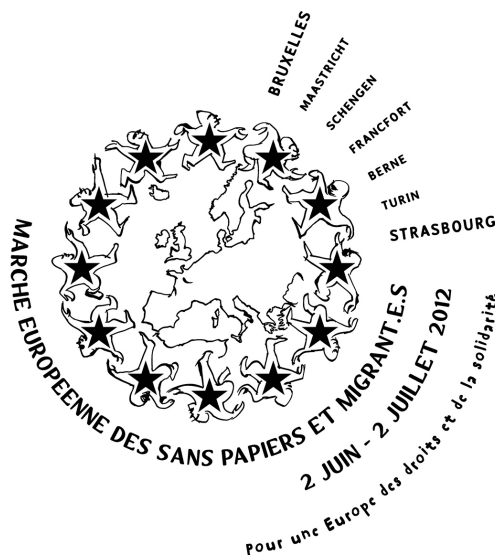 BRUXELLES
MAASTRICHT
SCHENGEN
FRANCFORT
BERNE
TURIN
STRASBOURG
MARCHE EUROPEENNE DES SANS PAPIERS ET MIGRANT.E.S
2 JUIN - 2 JUILLET 2012
Pour une Europe des droits et de la solidarité